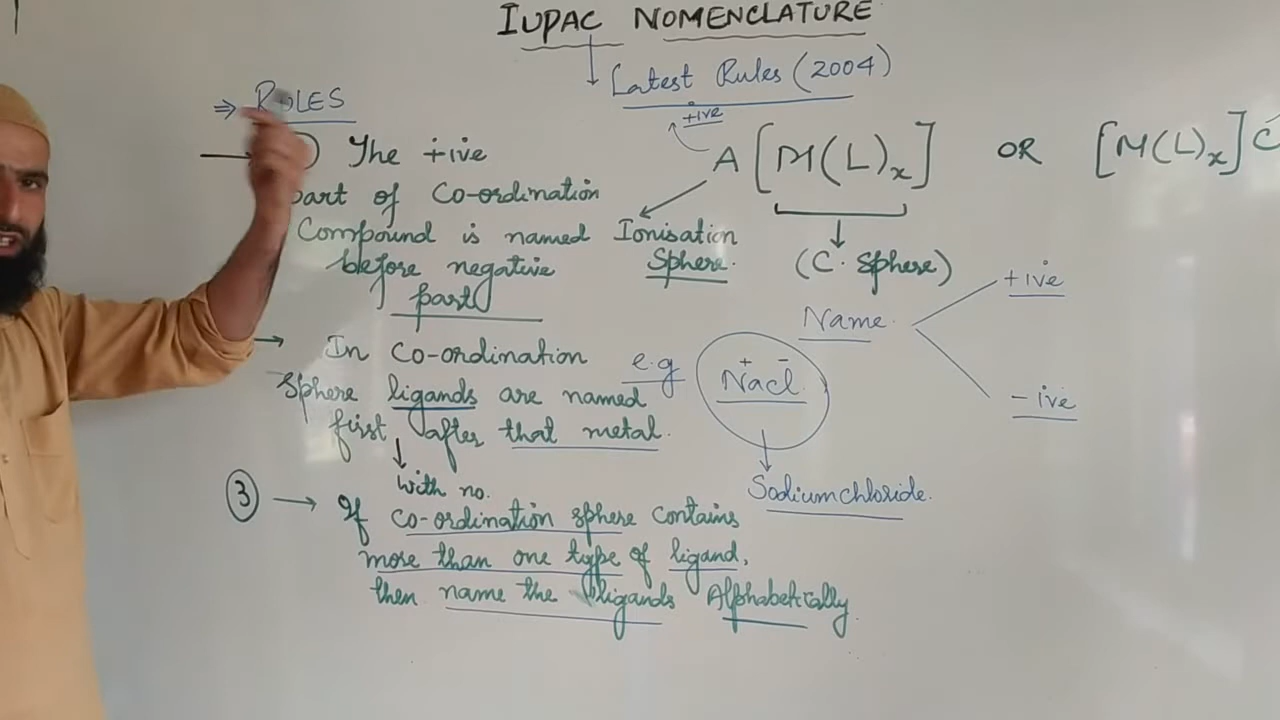 IUPAC NOMENCLATURE
Latest Rules (2004)
⇒ RULES
+ive
A [M(L)x] OR [M(L)x]
→ ) The +ive
part of Co-ordination
Compound is named
before negative
part
Ionisation
Sphere.
(C. Sphere)
Name
+ive
- ive
→ In Co-ordination
Sphere ligands are named
first after that metal.
with no.
e.g
+ -
Nacl
Sodiumchloride.
③ → If Co-ordination sphere contains
more than one type of ligand,
then name the ligands Alphabetically.